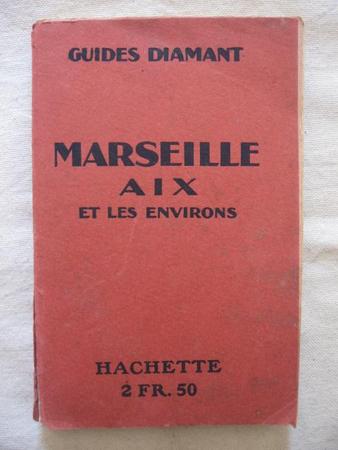 GUIDES DIAMANT
MARSEILLE
AIX
ET LES ENVIRONS
HACHETTE
2 FR. 50